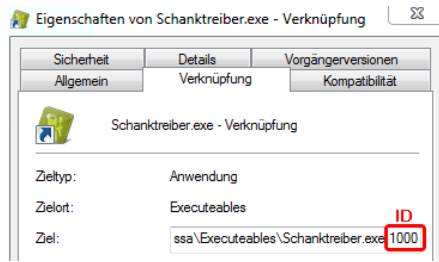 Eigenschaften von Schanktreiber.exe - Verknüpfung
Sicherheit Details Vorgängerversionen
Allgemein Verknüpfung Kompatibilität
Schanktreiber.exe - Verknüpfung
Zieltyp: Anwendung
Zielort: Executeables
ID
Ziel: ssa\Executeables\Schanktreiber.exe 1000